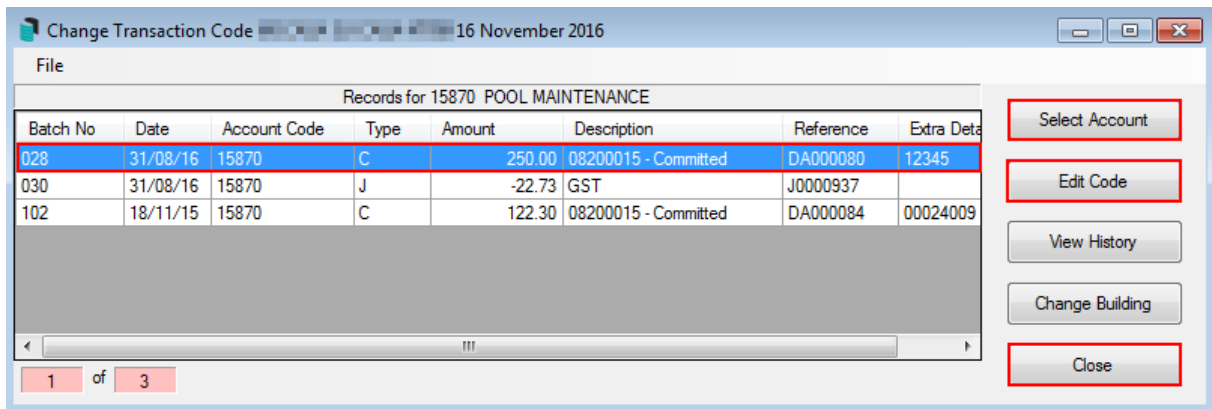 Change Transaction Code 16 November 2016
File
Records for 15870 POOL MAINTENANCE
Batch No Date Account Code Type Amount Description Reference Extra Deta
028 31/08/16 15870 C 250.00 08200015 - Committed DA000080 12345
030 31/08/16 15870 J -22.73 GST J0000937
102 18/11/15 15870 C 122.30 08200015 - Committed DA000084 00024009
1 of 3
Select Account
Edit Code
View History
Change Building
Close